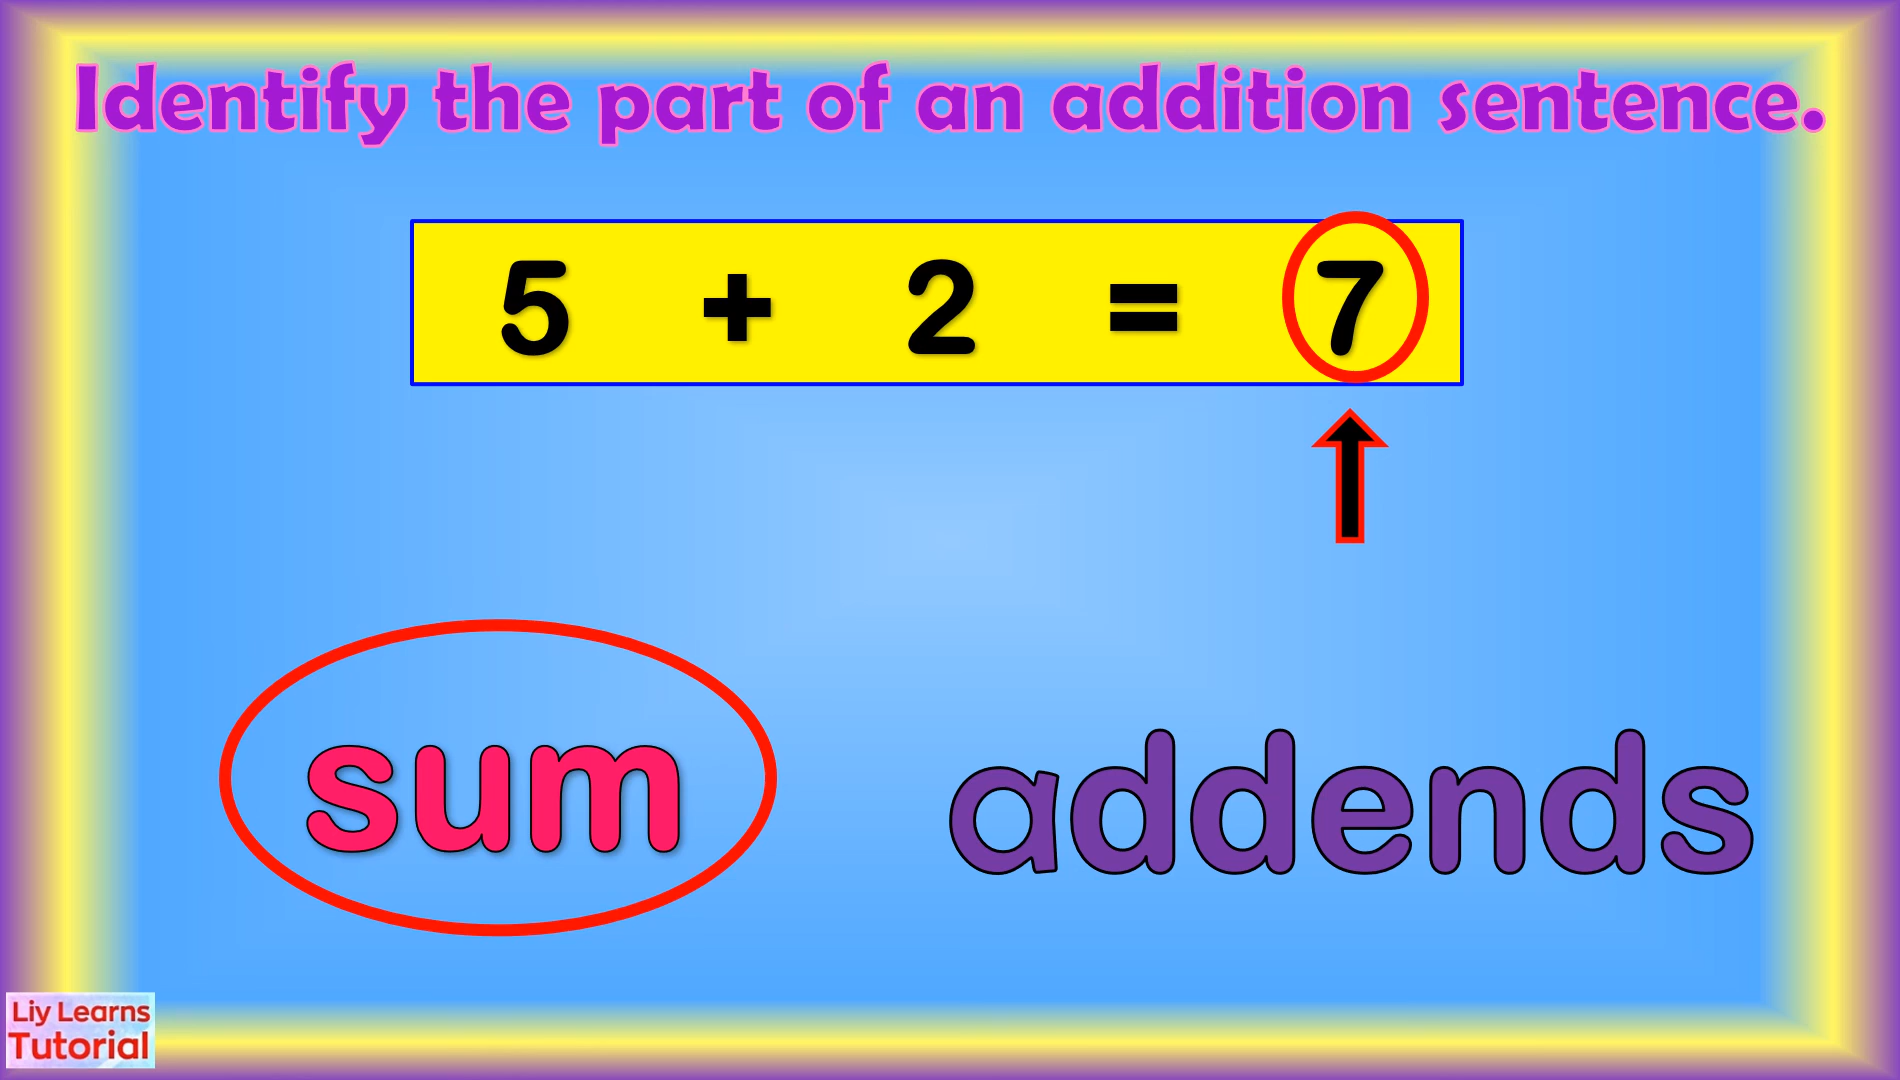 Identify the part of an addition sentence.
5 + 2 = 7
sum addends
Liy Learns
Tutorial